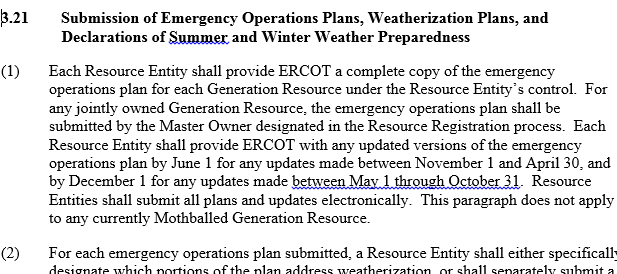 3.21 Submission of Emergency Operations Plans, Weatherization Plans, and
Declarations of Summer and Winter Weather Preparedness
(1) Each Resource Entity shall provide ERCOT a complete copy of the emergency
operations plan for each Generation Resource under the Resource Entity's control. For
any jointly owned Generation Resource, the emergency operations plan shall be
submitted by the Master Owner designated in the Resource Registration process. Each
Resource Entity shall provide ERCOT with any updated versions of the emergency
operations plan by June 1 for any updates made between November 1 and April 30, and
by December 1 for any updates made between May 1 through October 31. Resource
Entities shall submit all plans and updates electronically. This paragraph does not apply
to any currently Mothballed Generation Resource.
(2) For each emergency operations plan submitted, a Resource Entity shall either specifically
designate which portions of the plan address weatherization, or shall separately submit a